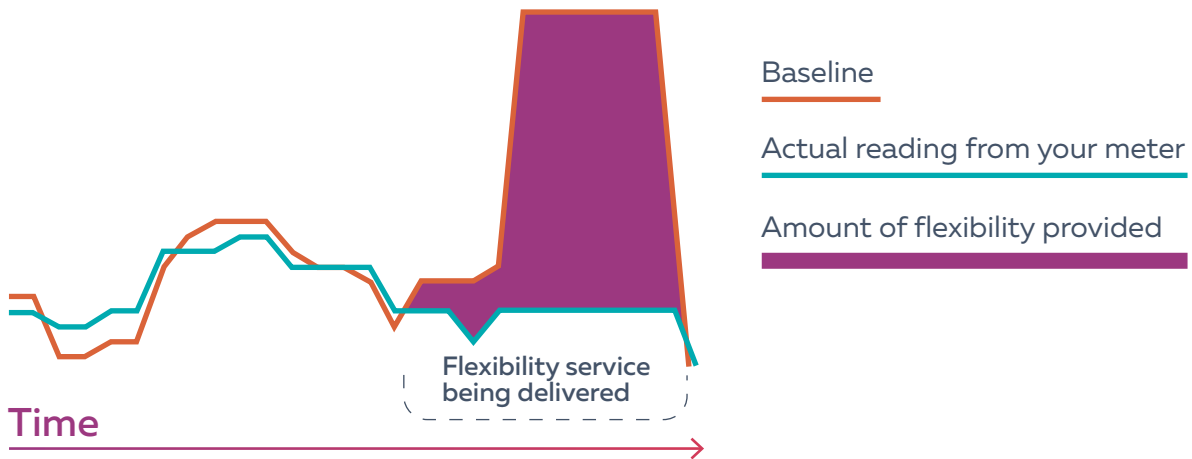 Baseline
Actual reading from your meter
Amount of flexibility provided
Flexibility service
being delivered
Time